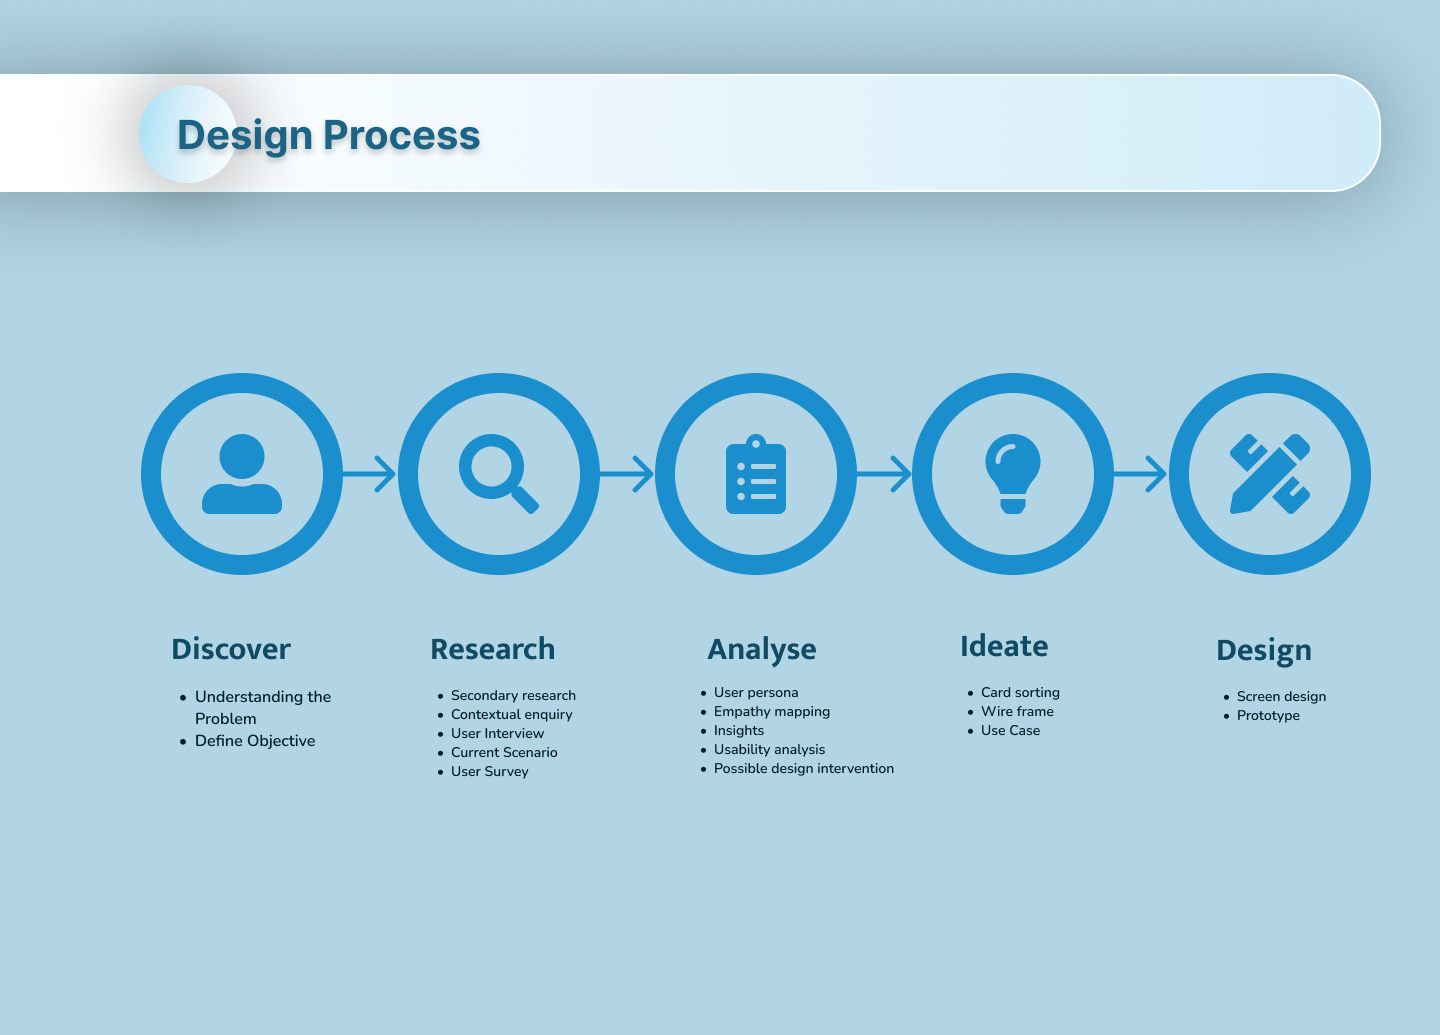 Design Process
Discover
• Understanding the
Problem
• Define Objective
Research
• Secondary research
• Contextual enquiry
• User Interview
• Current Scenario
• User Survey
Analyse
• User persona
• Empathy mapping
• Insights
• Usability analysis
• Possible design intervention
Ideate
• Card sorting
• Wire frame
• Use Case
Design
• Screen design
• Prototype